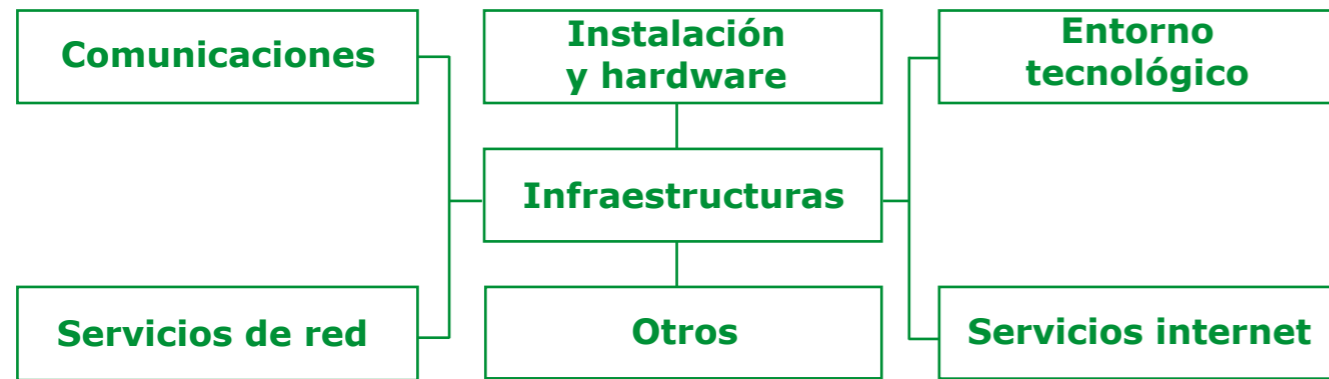 Comunicaciones
Instalación
y hardware
Entorno
tecnológico
Infraestructuras
Servicios de red
Otros
Servicios internet